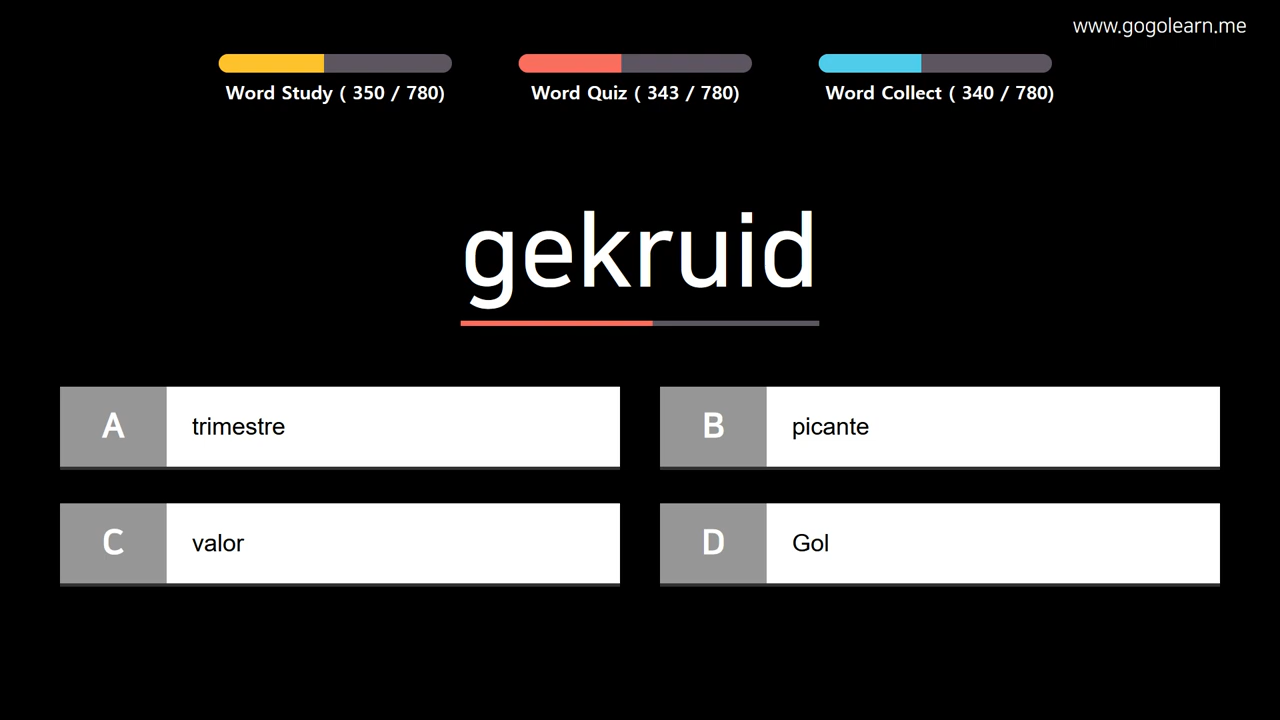 www.gogolearn.me
Word Study ( 350 / 780)
Word Quiz ( 343 / 780)
Word Collect ( 340 / 780)
gekruid
A trimestre
B picante
C valor
D Gol